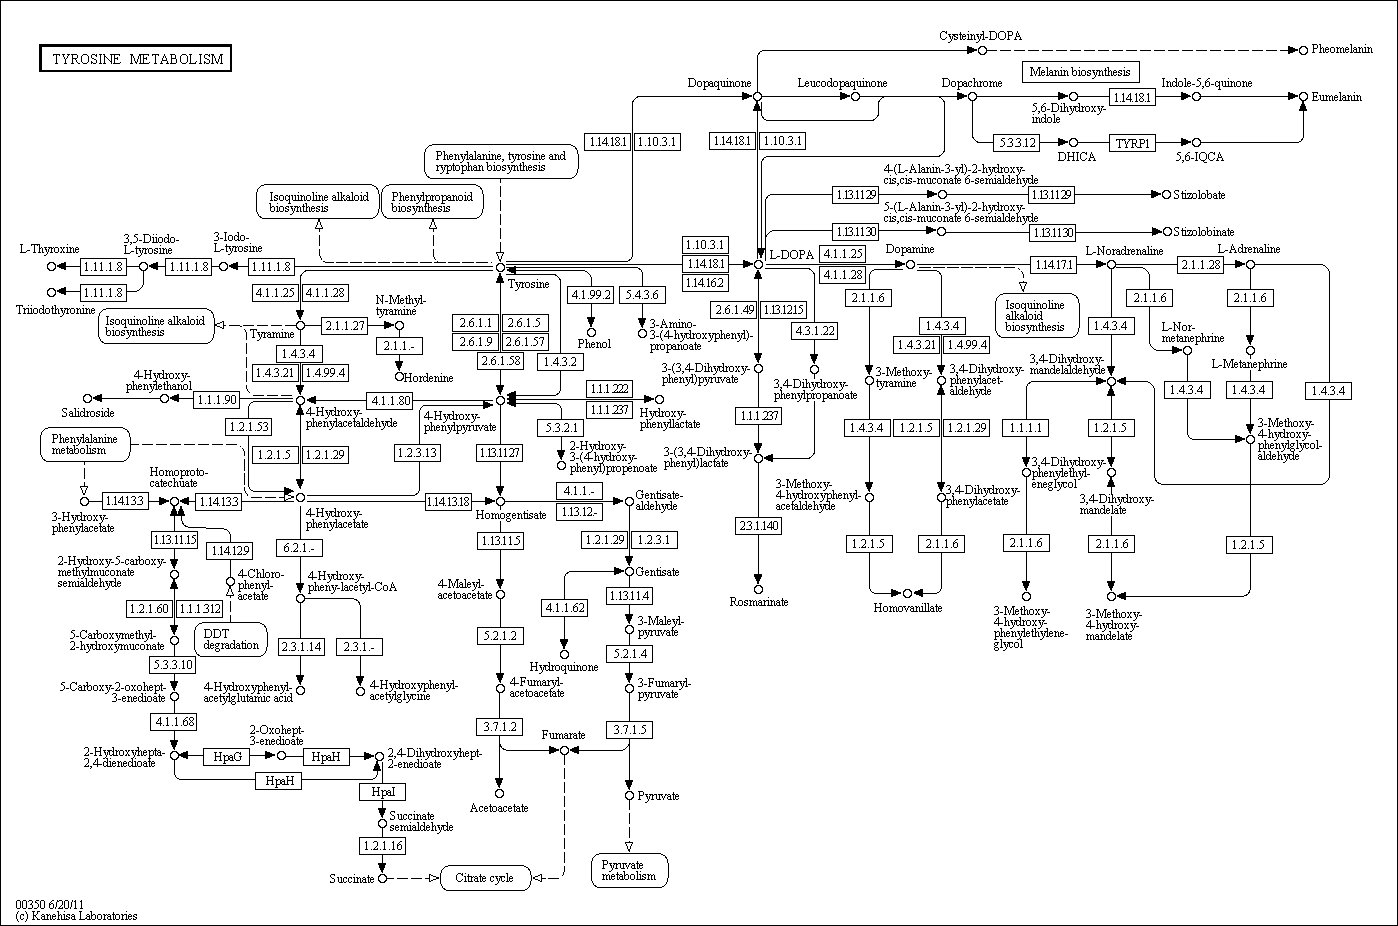 TYROSINE METABOLISM
Cysteinyl-DOPA
Pheomelanin
Dopaquinone
Leucodopaquinone
Dopachrome
Melanin biosynthesis
Indole-5,6-quinone
5,6-Dihydroxy-
indole
1.14.18.1
Eumelanin
1.14.18.1
1.10.3.1
1.14.18.1
1.10.3.1
5.3.3.12
DHICA
TYRP1
5,6-IQCA
Phenylalanine, tyrosine and
ryptophan biosynthesis
Isoquinoline alkaloid
biosynthesis
Phenylpropanoid
biosynthesis
4-(L-Alanin-3-yl)-2-hydroxy-
cis,cis-muconate 6-semialdehyde
1.13.1129
1.13.1129
Stizolobate
5-(L-Alanin-3-yl)-2-hydroxy-
cis,cis-muconate 6-semialdehyde
1.13.1130
1.13.1130
Stizolobinate
L-Thyroxine
3,5-Diiodo-
L-tyrosine
3-Iodo-
L-tyrosine
1.11.1.8
1.11.1.8
1.11.1.8
1.11.1.8
Triiodothyronine
Tyrosine
1.10.3.1
1.14.18.1
1.14.16.2
L-DOPA
4.1.1.25
4.1.1.28
Dopamine
1.14.17.1
L-Noradrenaline
2.1.1.28
L-Adrenaline
4.1.1.25
4.1.1.28
Isoquinoline alkaloid
biosynthesis
Tyramine
2.1.1.27
N-Methyl-
tyramine
2.1.1.-
Hordenine
1.4.3.4
1.4.3.21
1.4.99.4
2.6.1.1
2.6.1.5
2.6.1.9
2.6.1.57
2.6.1.58
1.4.3.2
4.1.99.2
Phenol
5.4.3.6
3-Amino-
3-(4-hydroxyphenyl)-
propanoate
2.6.1.49
1.13.1215
4.3.1.22
3-(3,4-Dihydroxy-
phenyl)pyruvate
3,4-Dihydroxy-
phenylpropanoate
2.1.1.6
1.4.3.4
1.4.3.21
1.4.99.4
Isoquinoline
alkaloid
biosynthesis
3-Methoxy-
tyramine
3,4-Dihydroxy-
phenylacet-
aldehyde
2.1.1.6
2.1.1.6
1.4.3.4
L-Nor-
metanephrine
L-Metanephrine
3,4-Dihydroxy-
mandelaldehyde
1.4.3.4
1.4.3.4
1.4.3.4
4-Hydroxy-
phenylethanol
Salidroside
1.1.1.90
4-Hydroxy-
phenylacetaldehyde
4.1.1.80
4-Hydroxy-
phenylpyruvate
1.1.1.222
1.1.1.237
Hydroxy-
phenyllactate
1.1.1.237
1.2.1.53
1.2.1.5
1.2.1.29
1.2.3.13
1.13.1127
5.3.2.1
2-Hydroxy-
3-(4-hydroxy-
phenyl)propenoate
3-(3,4-Dihydroxy-
phenyl)lactate
1.4.3.4
1.2.1.5
1.2.1.29
1.1.1.1
1.2.1.5
3-Methoxy-
4-hydroxy-
phenylglycol-
aldehyde
Phenylalanine
metabolism
Homoproto-
catechuate
1.14.133
1.14.133
3-Hydroxy-
phenylacetate
4-Hydroxy-
phenylacetate
1.14.13.18
Homogentisate
4.1.1.-
1.13.12.-
Gentisate-
aldehyde
3-Methoxy-
4-hydroxyphenyl-
acetaldehyde
3,4-Dihydroxy-
phenylacetate
3,4-Dihydroxy-
phenylethyl-
eneglycol
3,4-Dihydroxy-
mandelate
2.3.1.140
1.2.1.5
2.1.1.6
2.1.1.6
2.1.1.6
1.2.1.5
1.13.11.15
1.14.129
6.2.1.-
1.13.115
1.2.1.29
1.2.3.1
2-Hydroxy-5-carboxy-
methylmuconate
semialdehyde
4-Chloro-
phenyl-
acetate
4-Hydroxy-
pheny-lacetyl-CoA
4-Maleyl-
acetoacetate
Gentisate
4.1.1.62
1.13.11.4
Rosmarinate
Homovanillate
3-Methoxy-
4-hydroxy-
phenylethylene-
glycol
3-Methoxy-
4-hydroxy-
mandelate
1.2.1.60
1.1.1.312
DDT
degradation
5-Carboxymethyl-
2-hydroxymuconate
2.3.1.14
2.3.1.-
5.2.1.2
Hydroquinone
3-Maleyl-
pyruvate
5.2.1.4
5.3.3.10
5-Carboxy-2-oxohept-
3-enedioate
4-Hydroxyphenyl-
acetylglutamic acid
4-Hydroxyphenyl-
acetylglycine
4-Fumaryl-
acetoacetate
3-Fumaryl-
pyruvate
4.1.1.68
3.7.1.2
Fumarate
3.7.1.5
2-Hydroxyhepta-
2,4-dienedioate
HpaG
2-Oxohept-
3-enedioate
HpaH
2,4-Dihydroxyhept-
2-enedioate
HpaH
HpaI
Acetoacetate
Pyruvate
Succinate
semialdehyde
1.2.1.16
Succinate
Citrate cycle
Pyruvate
metabolism
00350 6/20/11
(c) Kanehisa Laboratories